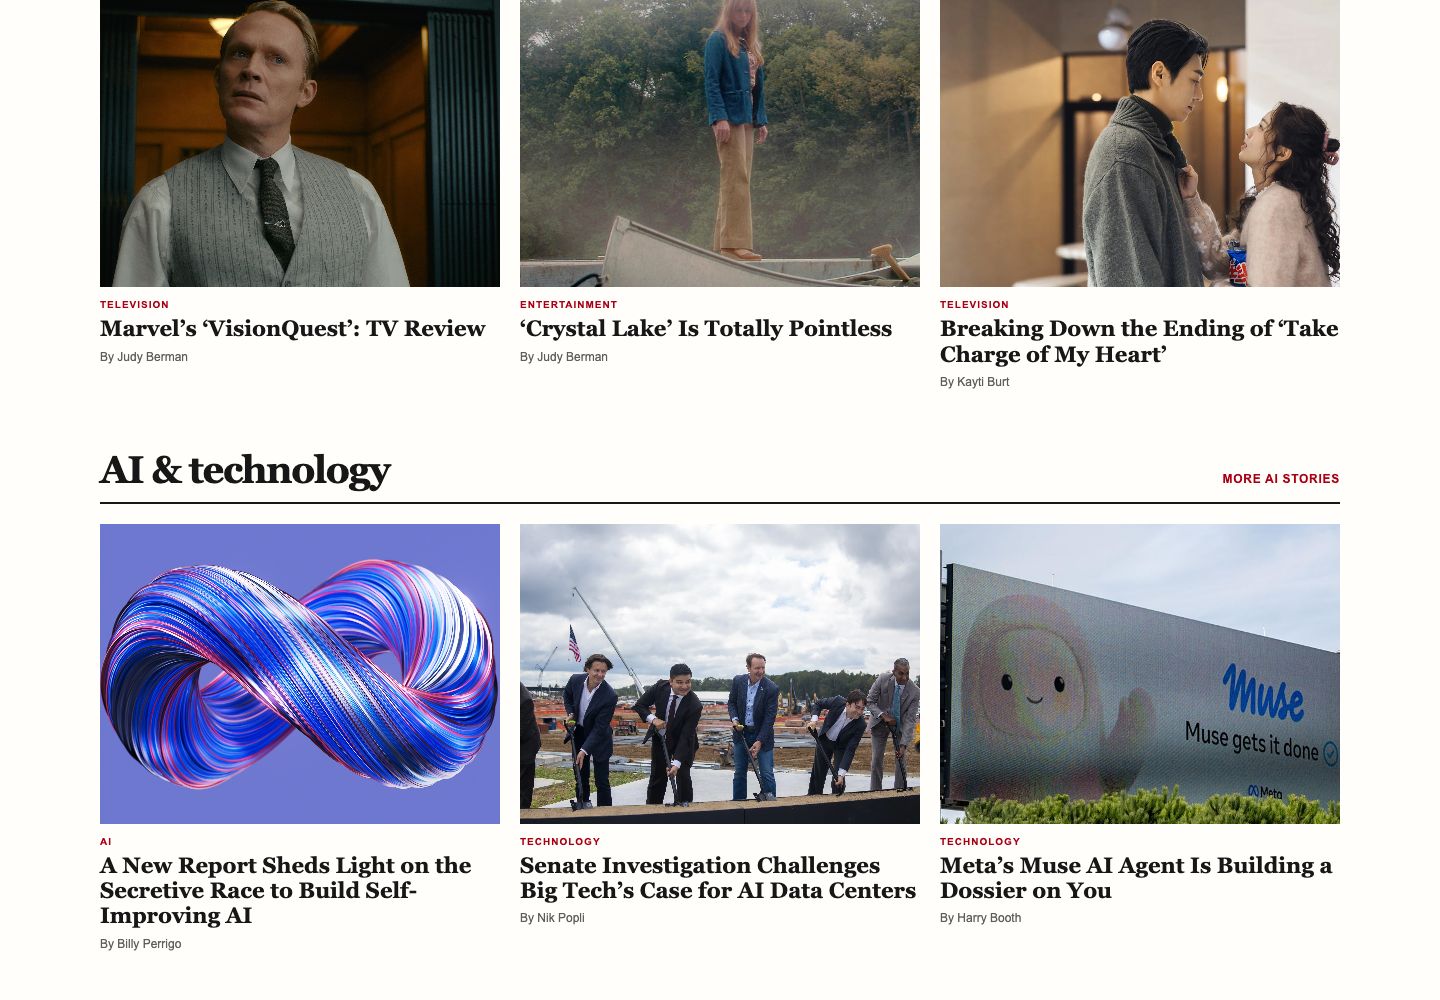 TELEVISION
Marvel’s ‘VisionQuest’: TV Review
By Judy Berman
ENTERTAINMENT
‘Crystal Lake’ Is Totally Pointless
By Judy Berman
TELEVISION
Breaking Down the Ending of ‘Take
Charge of My Heart’
By Kayti Burt
AI & technology
MORE AI STORIES
Muse
Muse gets it done
Meta
AI
A New Report Sheds Light on the
Secretive Race to Build Self-
Improving AI
By Billy Perrigo
TECHNOLOGY
Senate Investigation Challenges
Big Tech’s Case for AI Data Centers
By Nik Popli
TECHNOLOGY
Meta’s Muse AI Agent Is Building a
Dossier on You
By Harry Booth